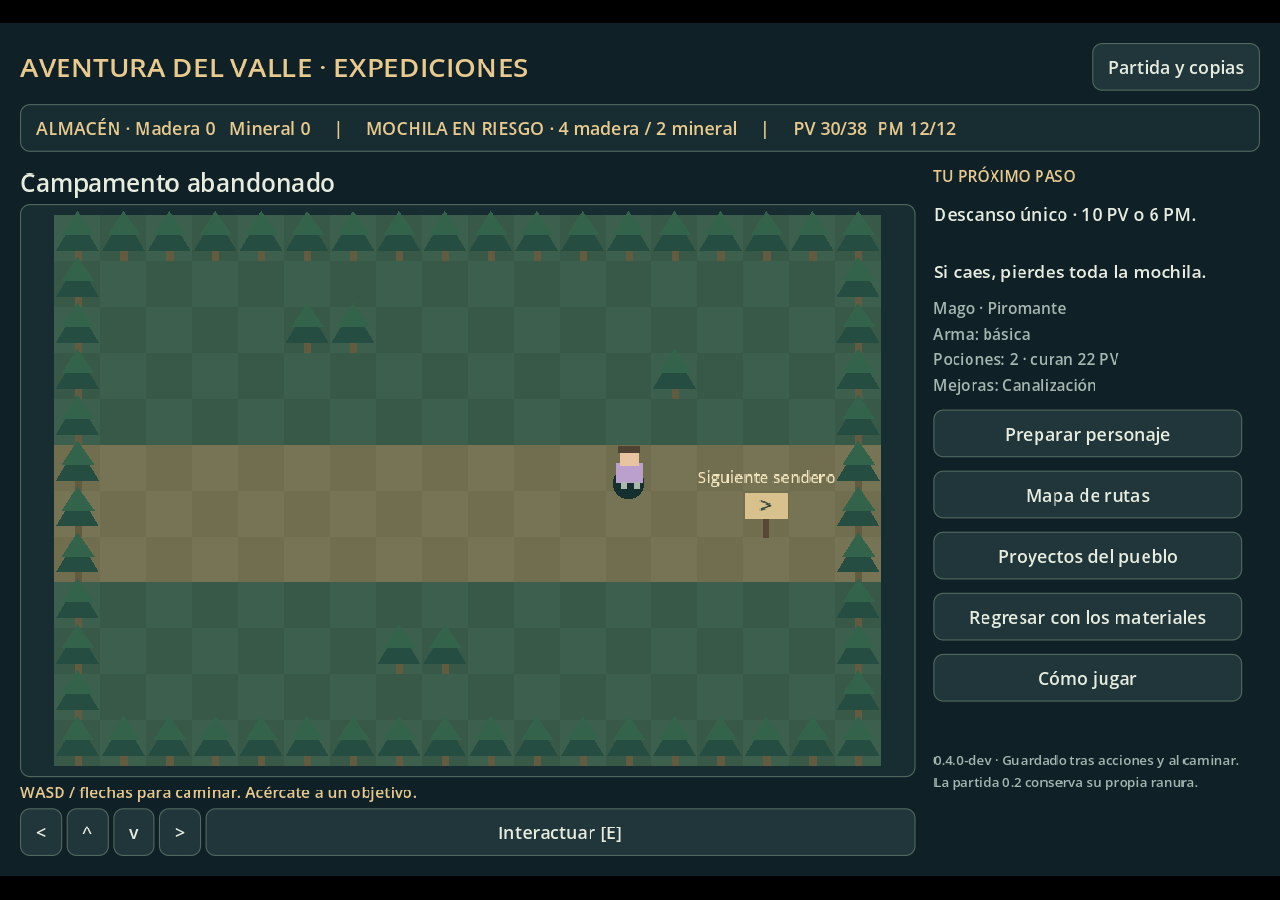 AVENTURA DEL VALLE · EXPEDICIONES
Partida y copias
ALMACÉN · Madera 0 Mineral 0 | MOCHILA EN RIESGO · 4 madera / 2 mineral | PV 30/38 PM 12/12
Campamento abandonado
TU PRÓXIMO PASO
Descanso único · 10 PV o 6 PM.
Si caes, pierdes toda la mochila.
Mago · Piromante
Arma: básica
Pociones: 2 · curan 22 PV
Mejoras: Canalización
Preparar personaje
Siguiente sendero
>
Mapa de rutas
Proyectos del pueblo
Regresar con los materiales
Cómo jugar
0.4.0-dev · Guardado tras acciones y al caminar.
La partida 0.2 conserva su propia ranura.
WASD / flechas para caminar. Acércate a un objetivo.
< ^ v > Interactuar [E]